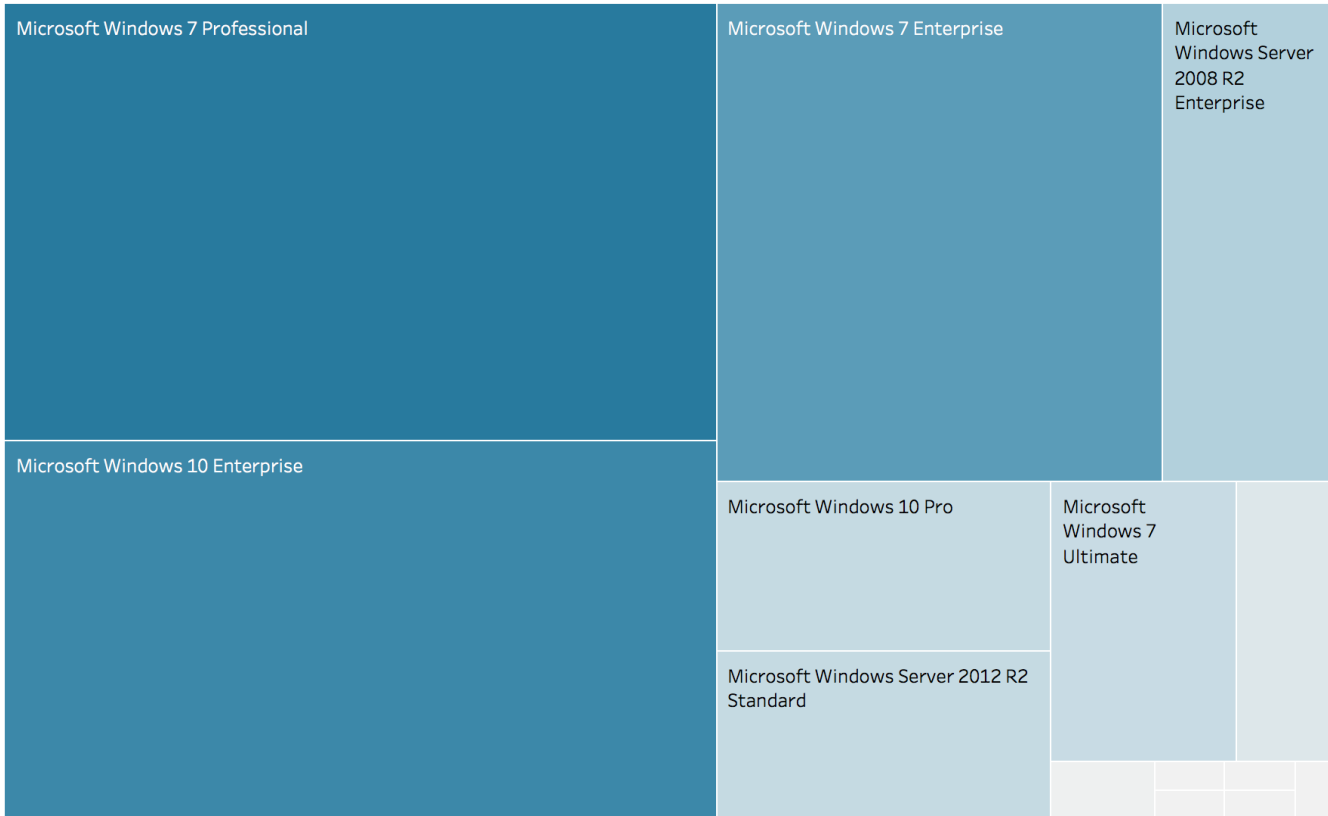 Microsoft Windows 7 Professional
Microsoft Windows 7 Enterprise
Microsoft
Windows Server
2008 R2
Enterprise
Microsoft Windows 10 Enterprise
Microsoft Windows 10 Pro
Microsoft
Windows 7
Ultimate
Microsoft Windows Server 2012 R2
Standard